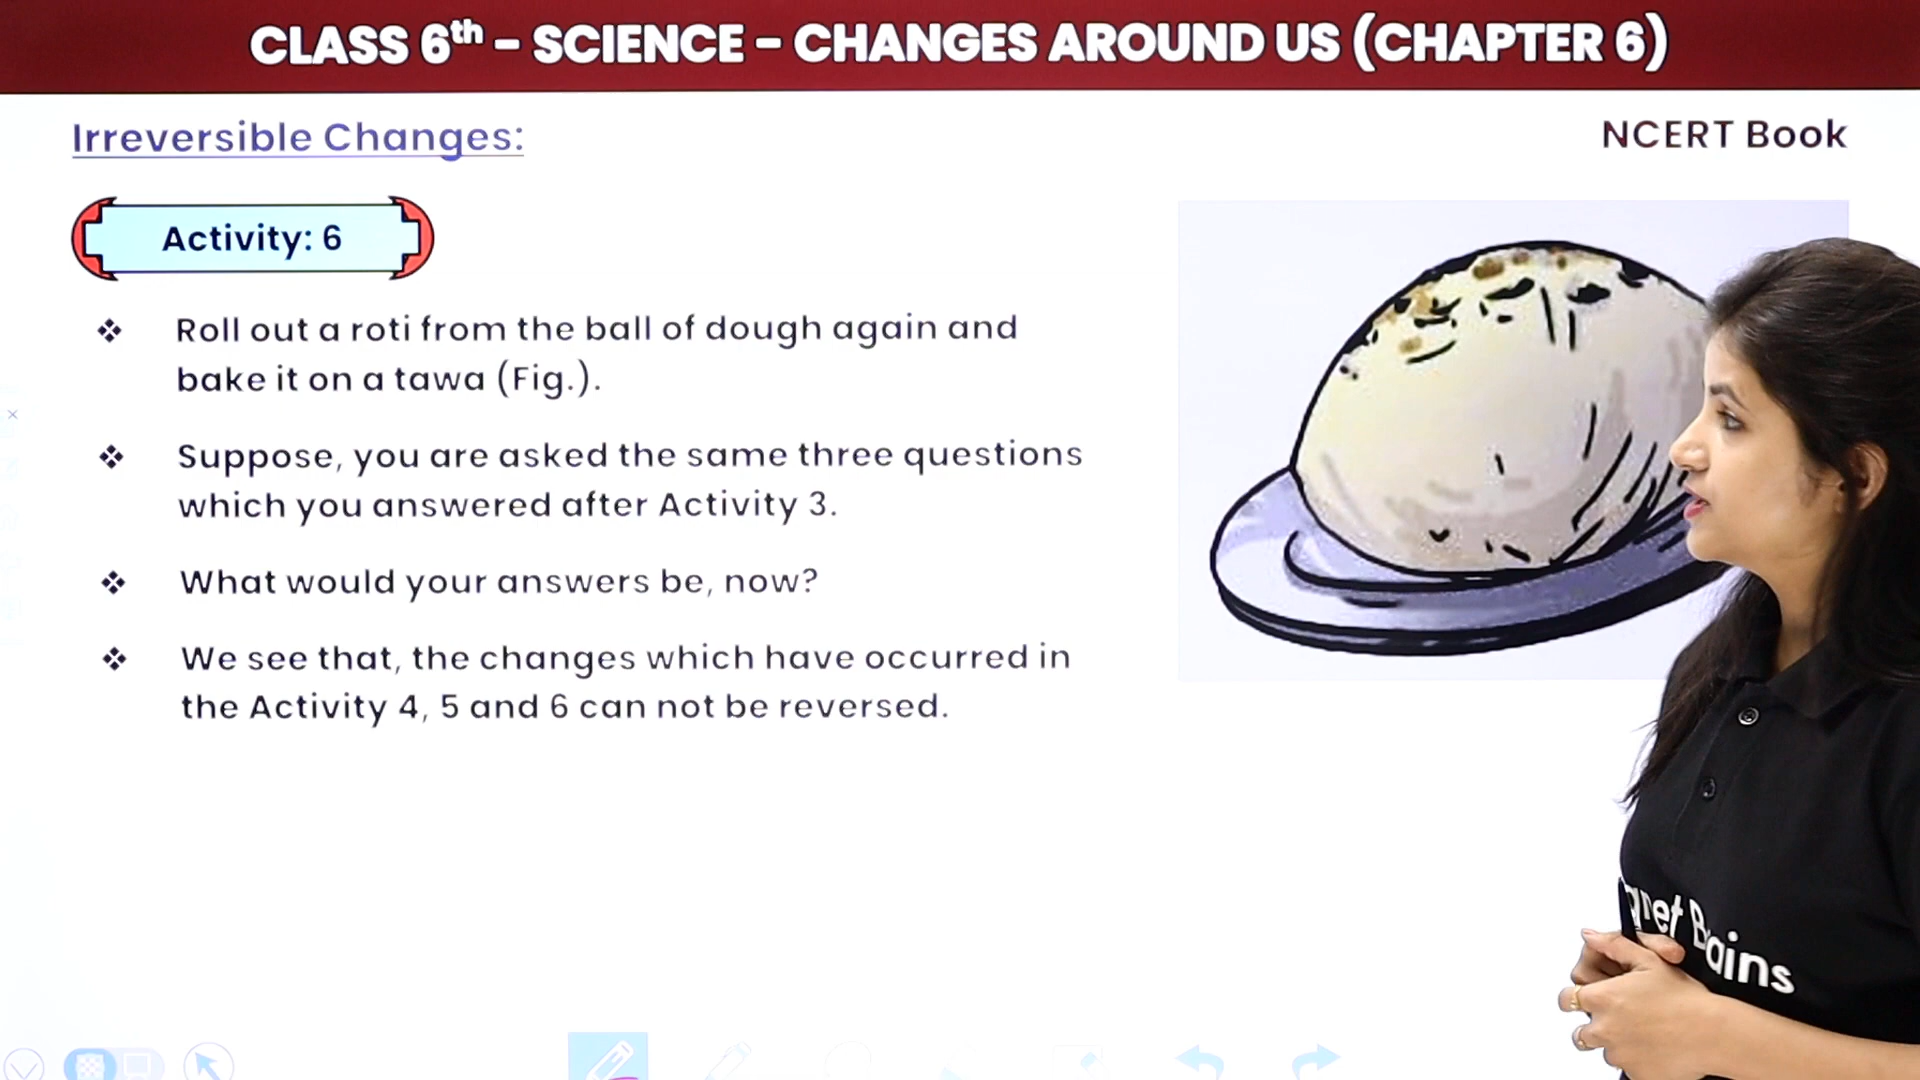 CLASS 6th – SCIENCE – CHANGES AROUND US (CHAPTER 6)
Irreversible Changes:
NCERT Book
Activity: 6
❖ Roll out a roti from the ball of dough again and
bake it on a tawa (Fig.).
❖ Suppose, you are asked the same three questions
which you answered after Activity 3.
❖ What would your answers be, now?
❖ We see that, the changes which have occurred in
the Activity 4, 5 and 6 can not be reversed.